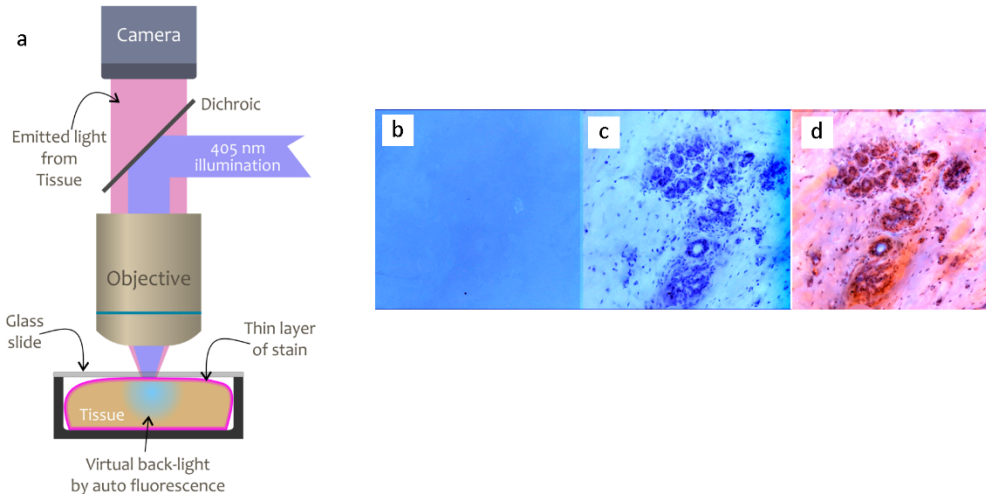 a
Camera
Dichroic
Emitted light
from
Tissue
405 nm
illumination
Objective
Glass
slide
Thin layer
of stain
Tissue
Virtual back-light
by auto fluorescence
b
c
d